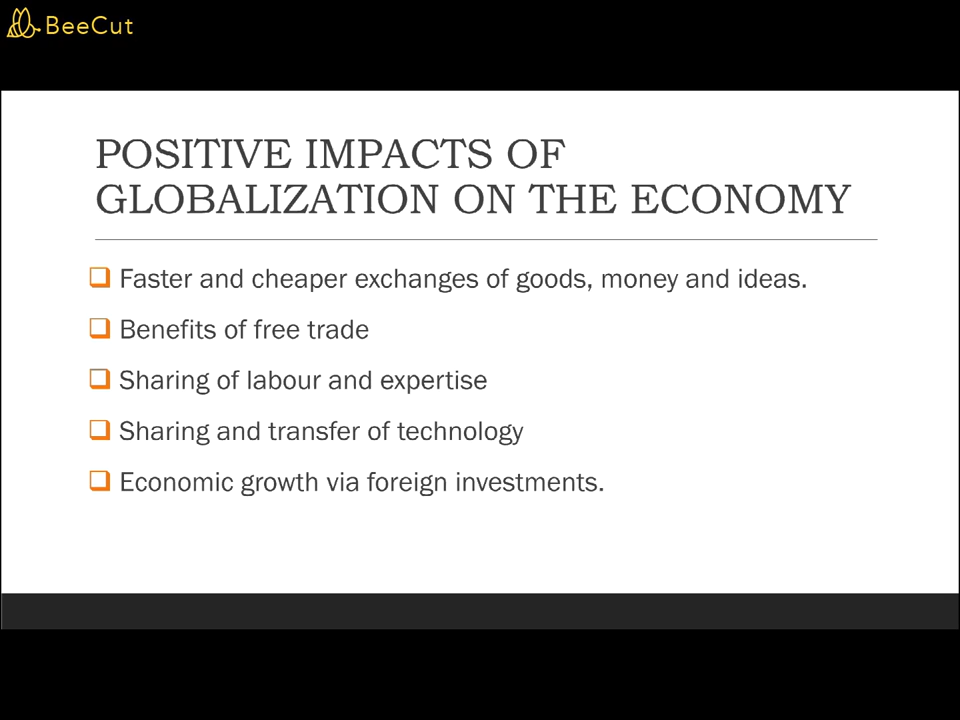 BeeCut
POSITIVE IMPACTS OF
GLOBALIZATION ON THE ECONOMY
Faster and cheaper exchanges of goods, money and ideas.
Benefits of free trade
Sharing of labour and expertise
Sharing and transfer of technology
Economic growth via foreign investments.